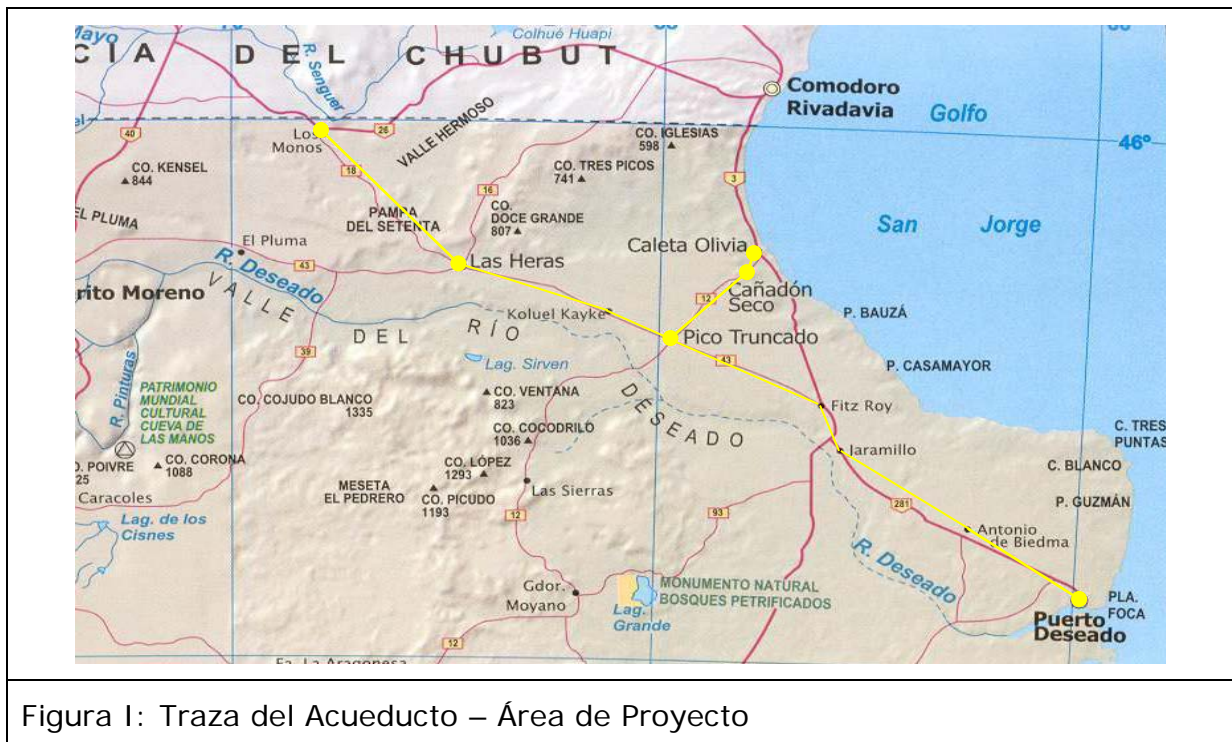 Colhué Huapi
Mayo
CIA DEL CHUBUT
R. Senguer
Comodoro
Rivadavia
Golfo
San Jorge
46°
40
Los
Monos
26
VALLE HERMOSO
CO. IGLESIAS
598
CO. KENSEL
844
18
CO. TRES PICOS
741
16
3
EL PLUMA
PAMPA
DEL SETENTA
CO.
DOCE GRANDE
807
El Pluma
Caleta Olivia
43
Las Heras
R. Deseado
Cañadón
Seco
12
rito Moreno
VALLE DEL RÍO DESEADO
Koluel Kayke
P. BAUZÁ
Pico Truncado
39
Lag. Sirven
43
P. CASAMAYOR
R. Pinturas
PATRIMONIO
MUNDIAL
CULTURAL
CUEVA DE
LAS MANOS
CO. COJUDO BLANCO
1335
CO. VENTANA
823
Fitz Roy
CO. COCODRILO
1036
C. TRES
PUNTAS
Jaramillo
O. POIVRE
25
CO. CORONA
1088
CO. LÓPEZ
1293
C. BLANCO
MESETA
EL PEDRERO
CO. PICUDO
1193
Las Sierras
Caracoles
P. GUZMÁN
281
12
93
Lag. de los
Cisnes
Antonio
de Biedma
R. Deseado
Gdor.
Moyano
MONUMENTO NATURAL
BOSQUES PETRIFICADOS
Lag.
Grande
PLA.
FOCA
Puerto
Deseado
12
Ea. La Aragonesa
Figura I: Traza del Acueducto – Área de Proyecto